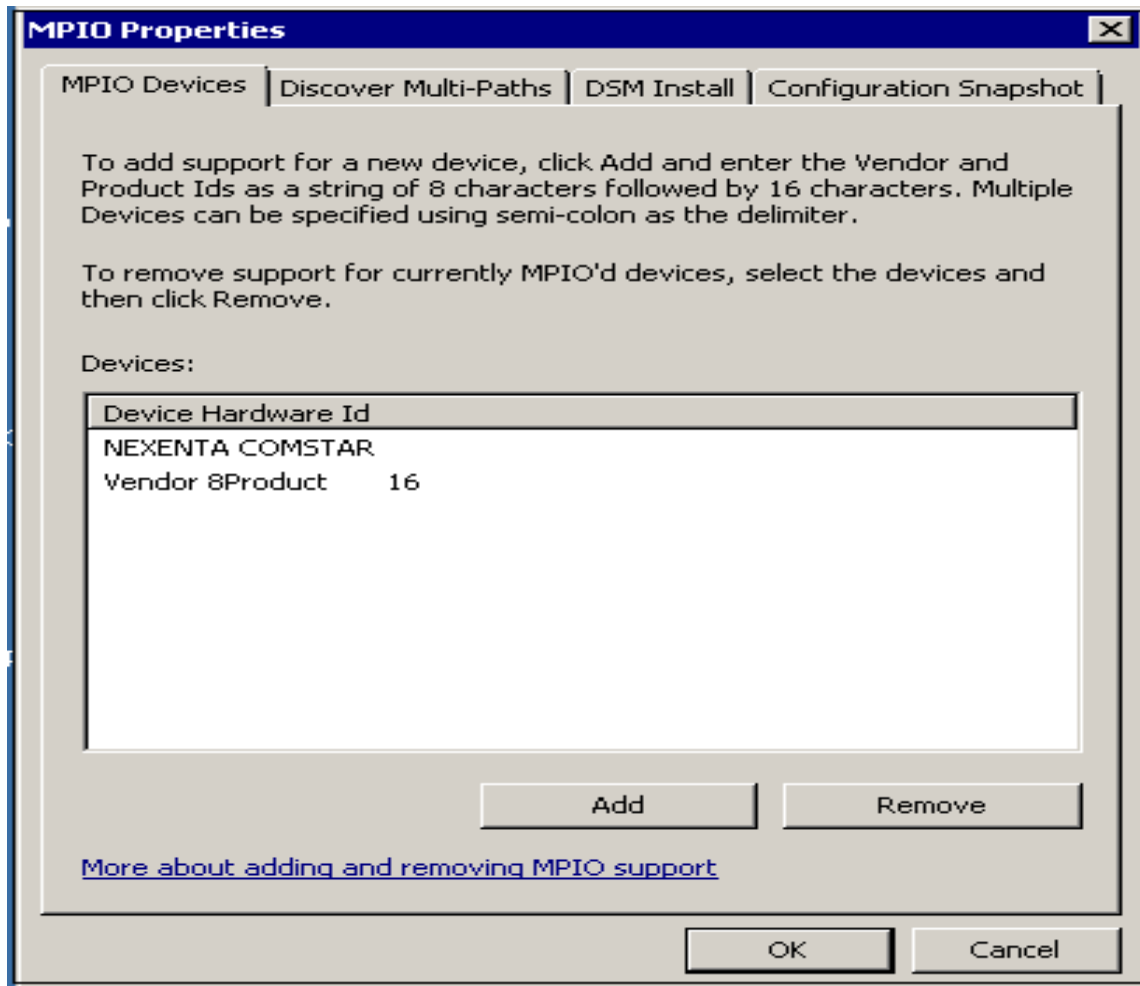 MPIO Properties
MPIO Devices
Discover Multi-Paths
DSM Install
Configuration Snapshot
To add support for a new device, click Add and enter the Vendor and
Product Ids as a string of 8 characters followed by 16 characters. Multiple
Devices can be specified using semi-colon as the delimiter.
To remove support for currently MPIO'd devices, select the devices and
then click Remove.
Devices:
Device Hardware Id
NEXENTA COMSTAR
Vendor 8Product      16
Add
Remove
More about adding and removing MPIO support
OK
Cancel